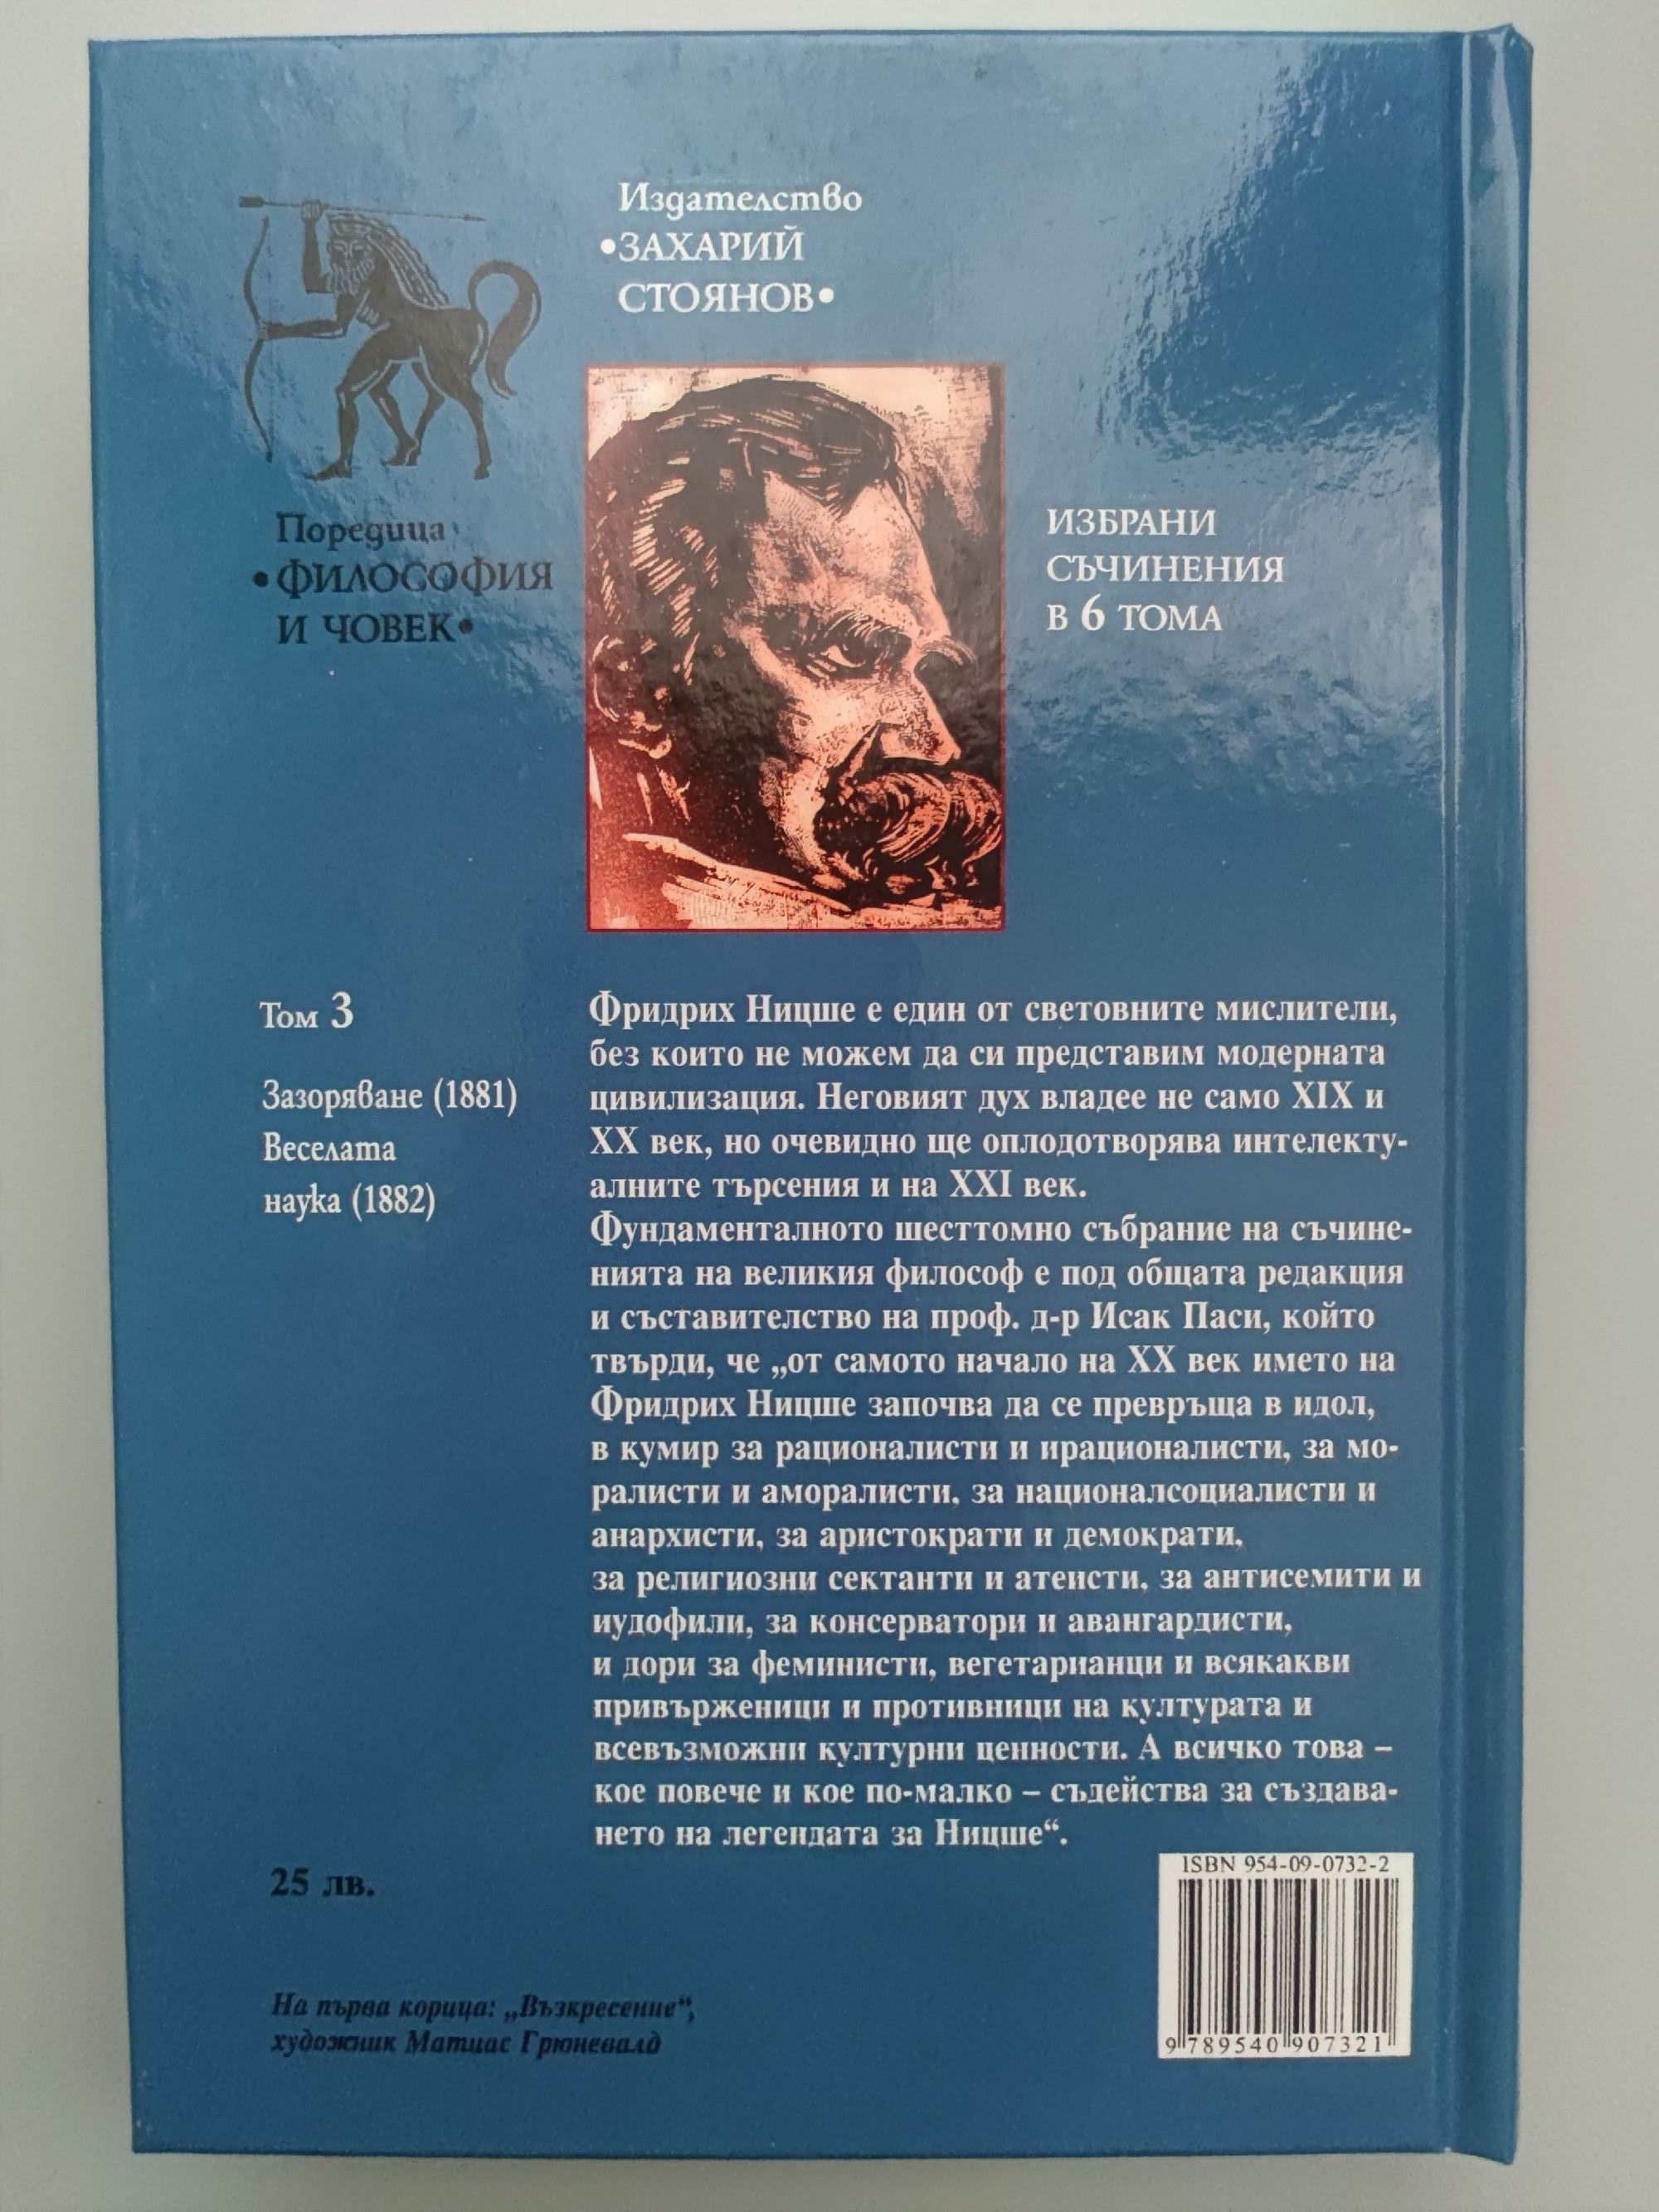 Издателство
•ЗАХАРИЙ
СТОЯНОВ•
Поредица
•ФИЛОСОФИЯ
И ЧОВЕК•
ИЗБРАНИ
СЪЧИНЕНИЯ
В 6 ТОМА
Том 3
Зазоряване (1881)
Веселата
наука (1882)
Фридрих Ницше е един от световните мислители,
без които не можем да си представим модерната
цивилизация. Неговият дух владее не само XIX и
XX век, но очевидно ще оплодотворява интелекту-
алните търсения и на XXI век.
Фундаменталното шесттомно събрание на съчине-
нията на великия философ е под общата редакция
и съставителство на проф. д-р Исак Паси, който
твърди, че „от самото начало на XX век името на
Фридрих Ницше започва да се превръща в идол,
в кумир за рационалисти и ирационалисти, за мо-
ралисти и аморалисти, за националсоциалисти и
анархисти, за аристократи и демократи,
за религиозни сектанти и атеисти, за антисемити и
иудофили, за консерватори и авангардисти,
и дори за феминисти, вегетарианци и всякакви
привърженици и противници на културата и
всевъзможни културни ценности. А всичко това –
кое повече и кое по-малко – съдейства за създава-
нето на легендата за Ницше“.
25 лв.
На първа корица: „Възкресение“,
художник Матиас Грюневалд
ISBN 954-09-0732-2
9 789540 907321